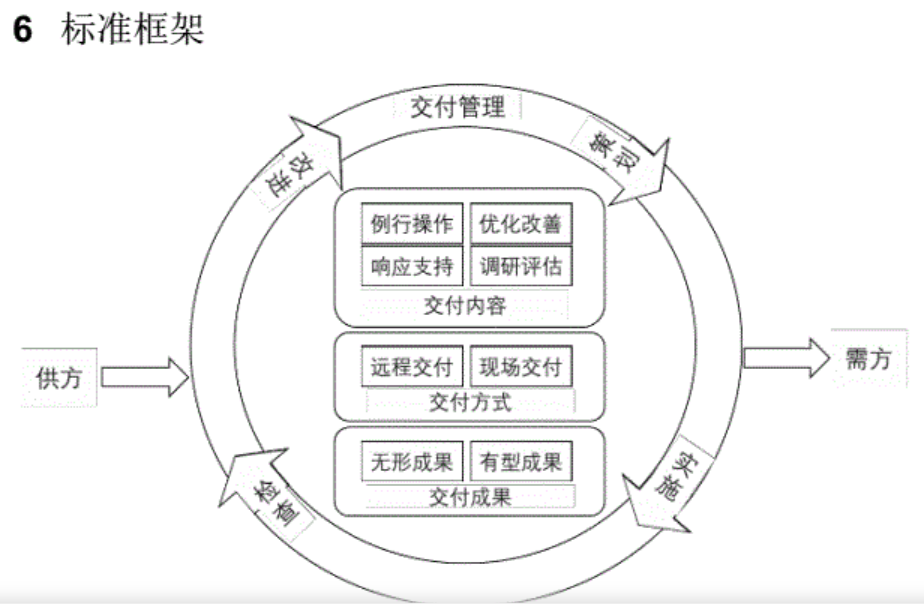 6 标准框架
交付管理
策划
改进
例行操作 优化改善
响应支持 调研评估
交付内容
供方
远程交付 现场交付
交付方式
需方
无形成果 有型成果
交付成果
实施
检查